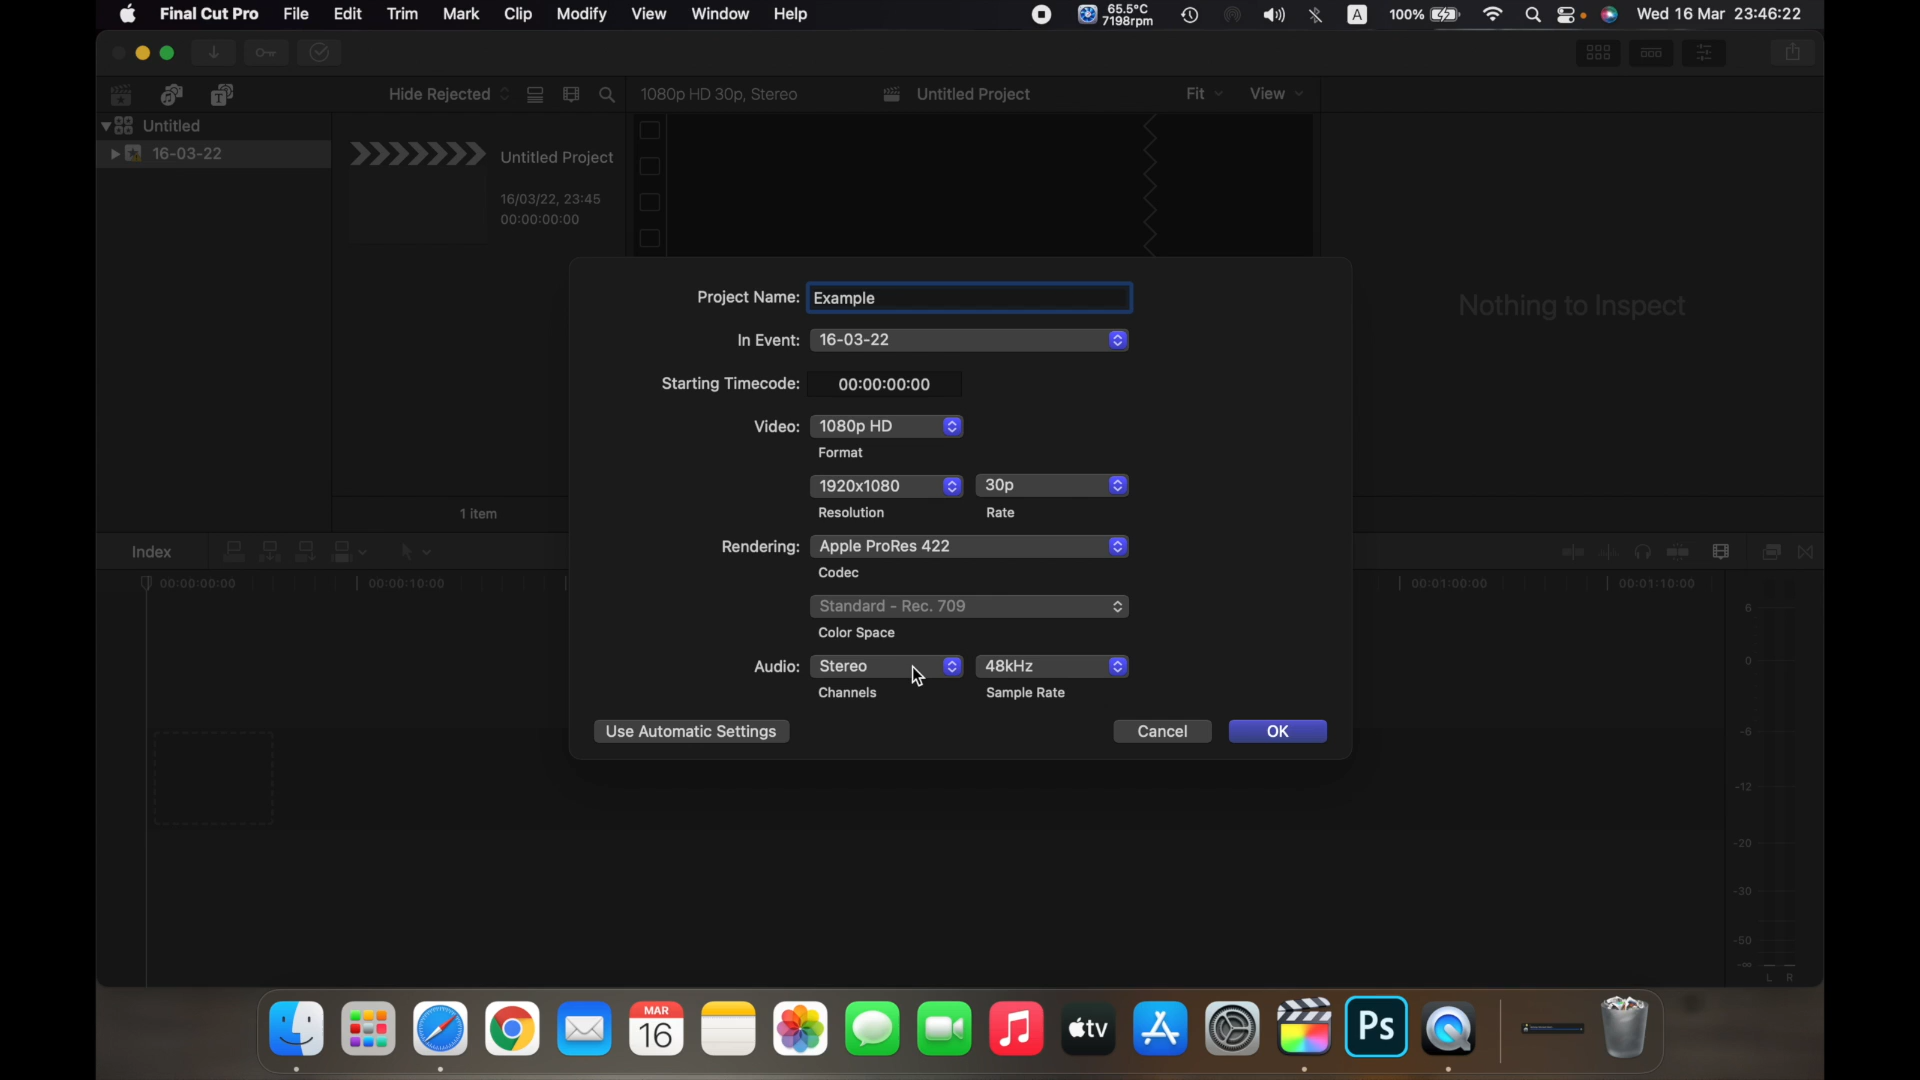 Final Cut Pro File Edit Trim Mark Clip Modify View Window Help 65.5°C 7198rpm A 100% Wed 16 Mar 23:46:22
Hide Rejected 1080p HD 30p, Stereo Untitled Project Fit View
Untitled
16-03-22
Untitled Project
16/03/22, 23:45
00:00:00:00
1 item
Nothing to Inspect
Project Name: Example
In Event: 16-03-22
Starting Timecode: 00:00:00:00
Video: 1080p HD
Format
1920x1080 30p
Resolution Rate
Rendering: Apple ProRes 422
Codec
Standard - Rec. 709
Color Space
Audio: Stereo 48kHz
Channels Sample Rate
Use Automatic Settings Cancel OK
Index
00:00:00:00 00:00:10:00 00:01:00:00 00:01:10:00
6
0
-6
-12
-20
-30
-50
-∞
L R
MAR
16
tv
Ps